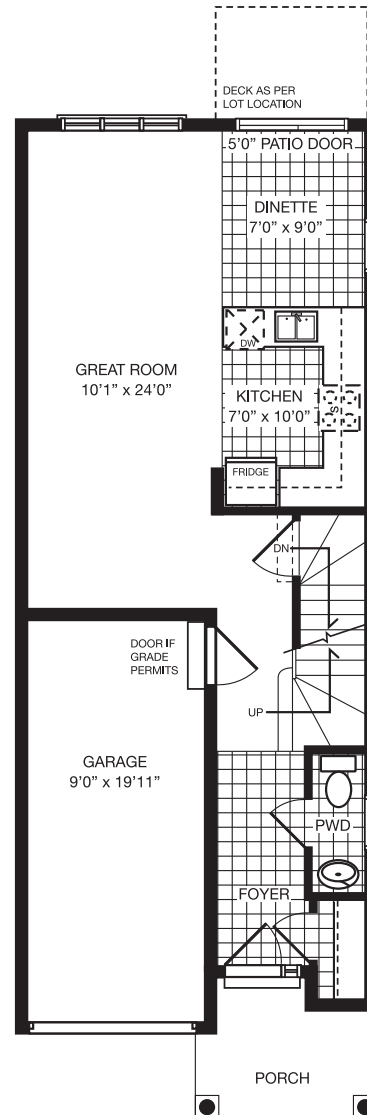 DECK AS PER
LOT LOCATION
5'0" PATIO DOOR
DINETTE
7'0" x 9'0"
DW
GREAT ROOM
10'1" x 24'0"
KITCHEN
7'0" x 10'0"
S
FRIDGE
DN
DOOR IF
GRADE
PERMITS
UP
GARAGE
9'0" x 19'11"
PWD
FOYER
PORCH